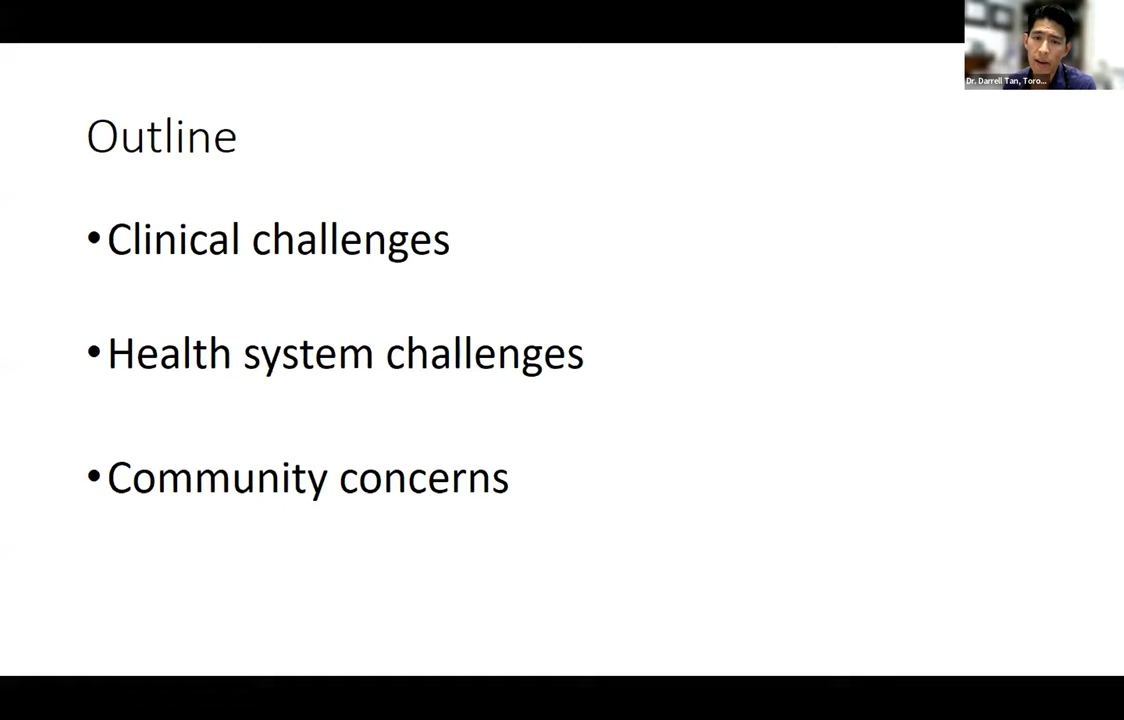 Dr. Darrell Tan, Toro...
Outline
•Clinical challenges
•Health system challenges
•Community concerns